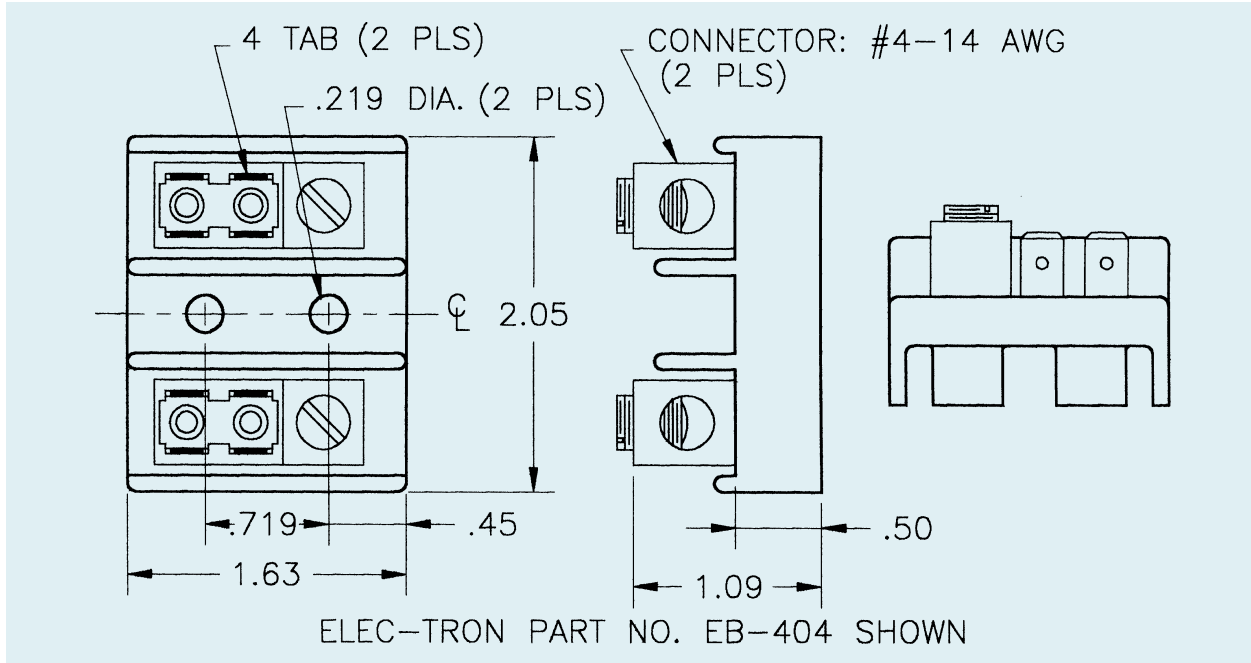 4 TAB (2 PLS)
CONNECTOR: #4-14 AWG
(2 PLS)
.219 DIA. (2 PLS)
℄ 2.05
.719
.45
.50
1.63
1.09
ELEC-TRON PART NO. EB-404 SHOWN